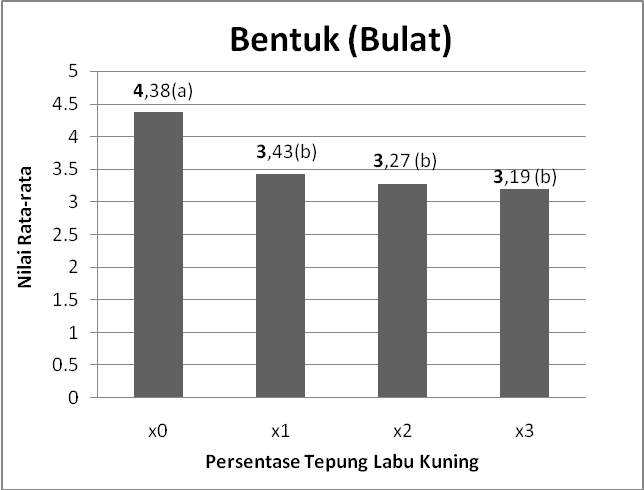 Bentuk (Bulat)
Nilai Rata-rata
5
4.5
4
3.5
3
2.5
2
1.5
1
0.5
0
4,38(a)
3,43(b)
3,27 (b)
3,19 (b)
x0
x1
x2
x3
Persentase Tepung Labu Kuning